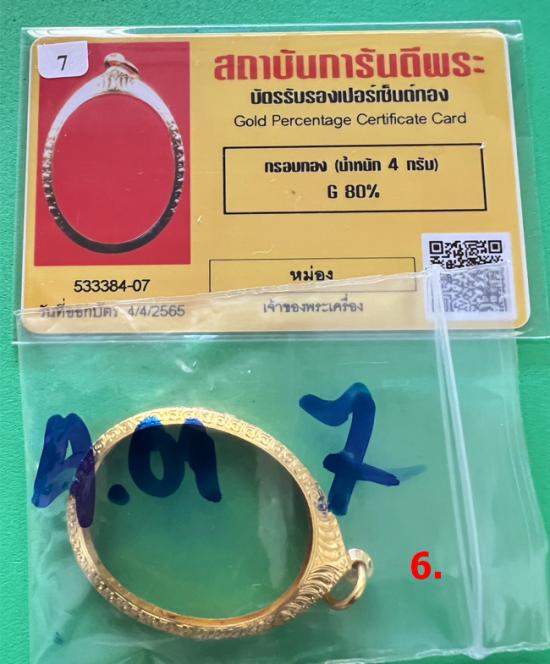 7
สถาบันการันตีพระ
บัตรรับรองเปอร์เซ็นต์ทอง
Gold Percentage Certificate Card
กรอบทอง (น้ำหนัก 4 กรัม)
G 80%
533384-07
หม่อง
วันที่ออกบัตร 4/4/2565
เจ้าของพระเครื่อง
7
6.